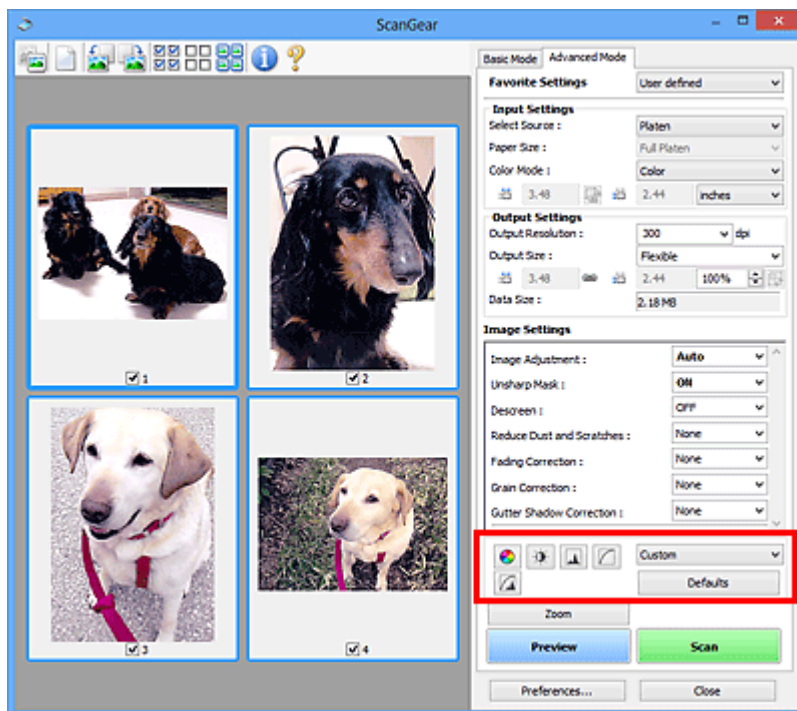 ScanGear
Basic Mode Advanced Mode
Favorite Settings User defined
Input Settings
Select Source : Platen
Paper Size : Full Platen
Color Mode : Color
3.48 2.44 inches
Output Settings
Output Resolution : 300 dpi
Output Size : Flexible
3.48 2.44 100%
Data Size : 2.18 MB
Image Settings
Image Adjustment : Auto
Unsharp Mask : ON
Descreen : OFF
Reduce Dust and Scratches : None
Fading Correction : None
Grain Correction : None
Gutter Shadow Correction : None
Custom
Defaults
Zoom
Preview Scan
Preferences... Close
1
2
3
4